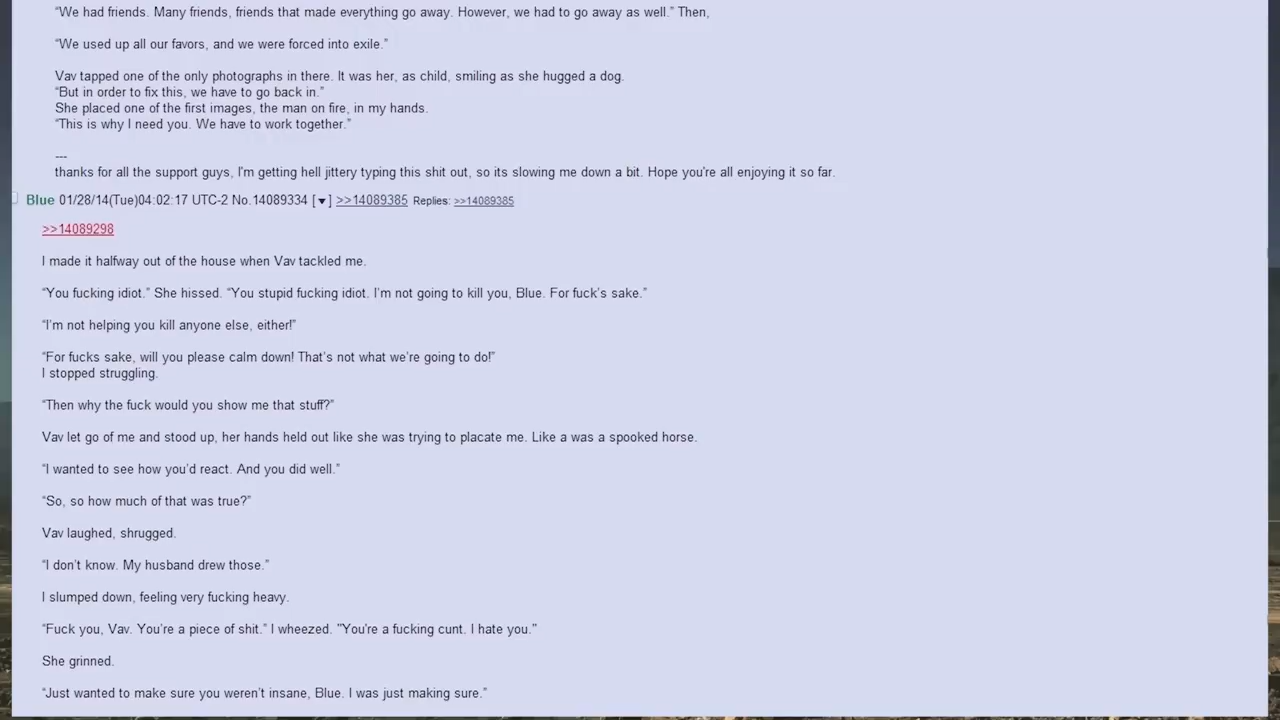 “We had friends. Many friends, friends that made everything go away. However, we had to go away as well.” Then,
“We used up all our favors, and we were forced into exile.”
Vav tapped one of the only photographs in there. It was her, as child, smiling as she hugged a dog.
“But in order to fix this, we have to go back in.”
She placed one of the first images, the man on fire, in my hands.
“This is why I need you. We have to work together.”
---
thanks for all the support guys, I'm getting hell jittery typing this shit out, so its slowing me down a bit. Hope you're all enjoying it so far.
Blue 01/28/14(Tue)04:02:17 UTC-2 No.14089334 [▼] >>14089385 Replies: >>14089385
>>14089298
I made it halfway out of the house when Vav tackled me.
“You fucking idiot.” She hissed. “You stupid fucking idiot. I’m not going to kill you, Blue. For fuck’s sake.”
“I’m not helping you kill anyone else, either!”
“For fucks sake, will you please calm down! That’s not what we’re going to do!”
I stopped struggling.
“Then why the fuck would you show me that stuff?”
Vav let go of me and stood up, her hands held out like she was trying to placate me. Like a was a spooked horse.
“I wanted to see how you’d react. And you did well.”
“So, so how much of that was true?”
Vav laughed, shrugged.
“I don’t know. My husband drew those.”
I slumped down, feeling very fucking heavy.
“Fuck you, Vav. You’re a piece of shit.” I wheezed. "You're a fucking cunt. I hate you."
She grinned.
“Just wanted to make sure you weren’t insane, Blue. I was just making sure.”